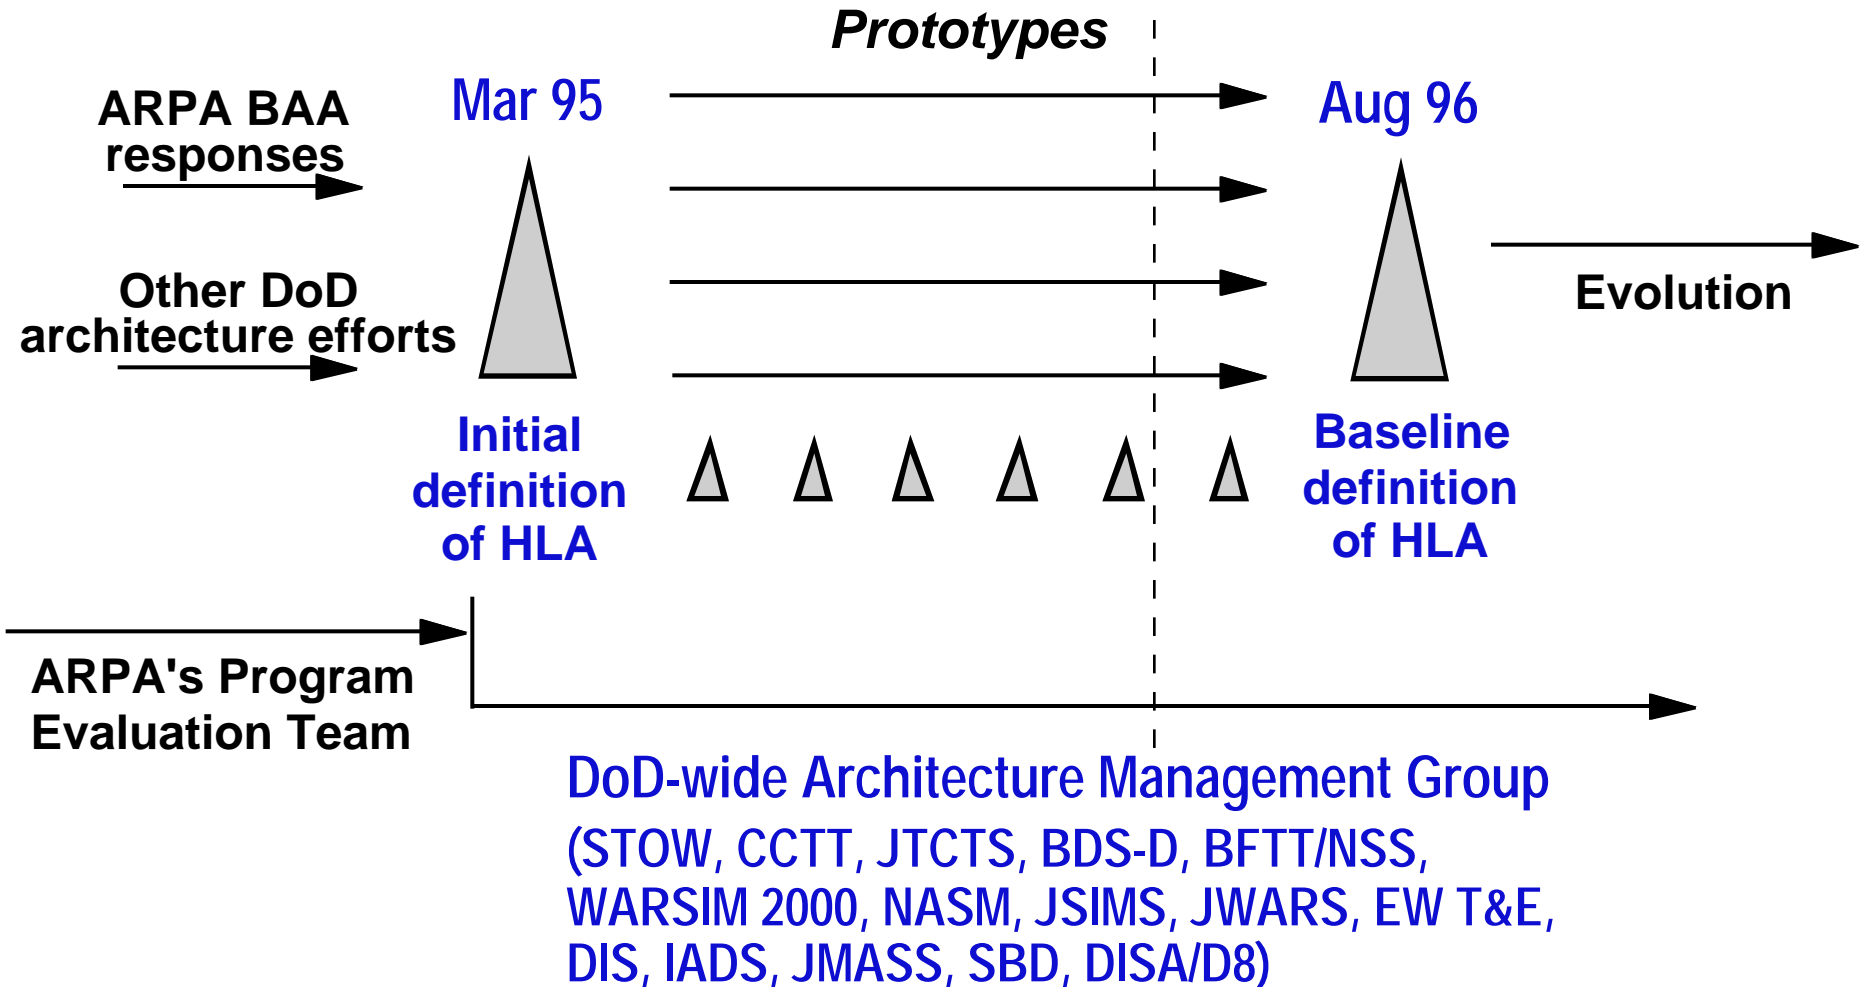 Prototypes
ARPA BAA
responses
Mar 95
Aug 96
Other DoD
architecture efforts
Evolution
Initial
definition
of HLA
Baseline
definition
of HLA
ARPA's Program
Evaluation Team
DoD-wide Architecture Management Group
(STOW, CCTT, JTCTS, BDS-D, BFTT/NSS,
WARSIM 2000, NASM, JSIMS, JWARS, EW T&E,
DIS, IADS, JMASS, SBD, DISA/D8)